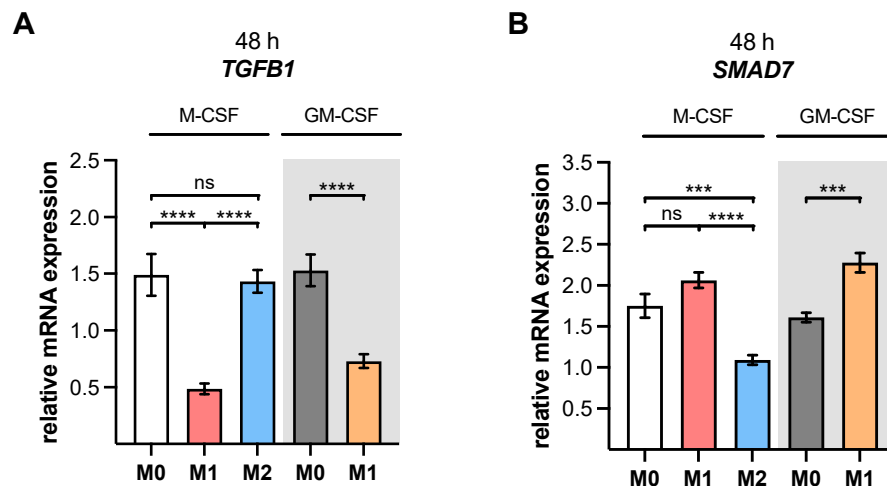 A
48 h
TGFB1
M-CSF GM-CSF
relative mRNA expression
2.5
2.0
1.5
1.0
0.5
ns
****
**** ****
M0 M1 M2 M0 M1
B
48 h
SMAD7
M-CSF GM-CSF
relative mRNA expression
3.5
3.0
2.5
2.0
1.5
1.0
0.5
*** ***
ns ****
M0 M1 M2 M0 M1